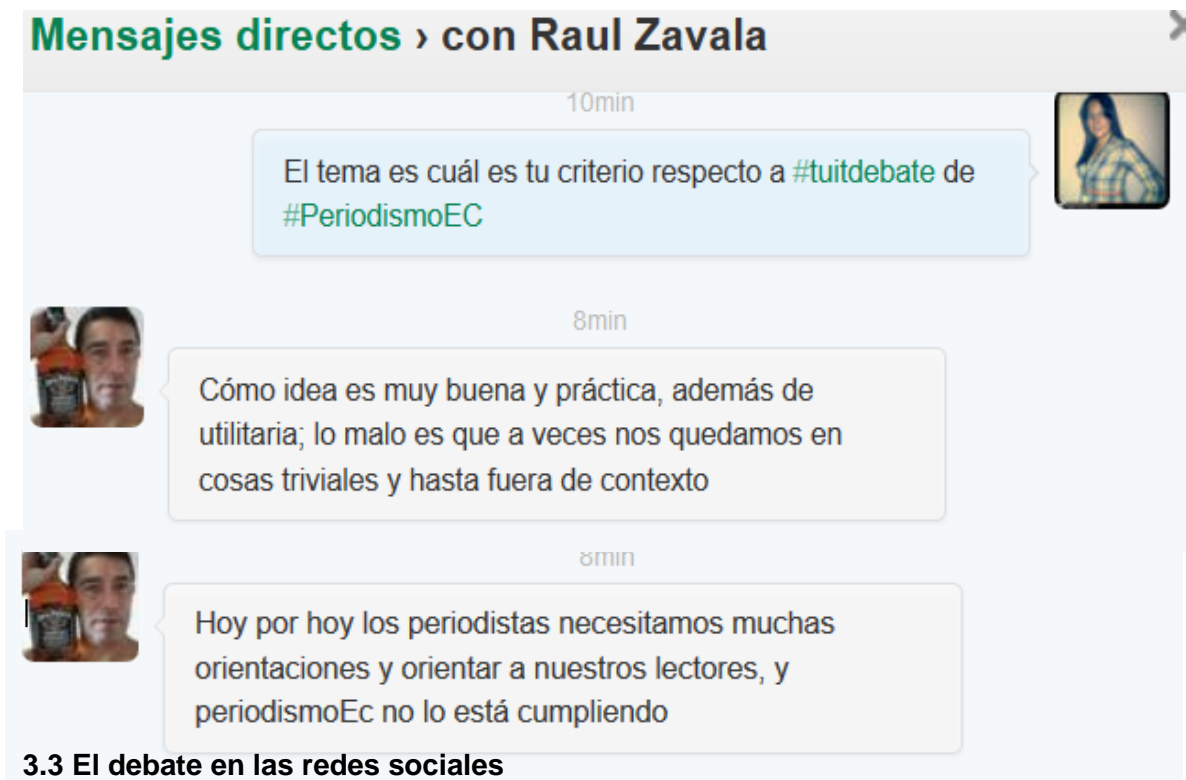 Mensajes directos › con Raul Zavala
10min
El tema es cuál es tu criterio respecto a #tuitdebate de
#PeriodismoEC
8min
Cómo idea es muy buena y práctica, además de
utilitaria; lo malo es que a veces nos quedamos en
cosas triviales y hasta fuera de contexto
8min
Hoy por hoy los periodistas necesitamos muchas
orientaciones y orientar a nuestros lectores, y
periodismoEc no lo está cumpliendo
3.3 El debate en las redes sociales